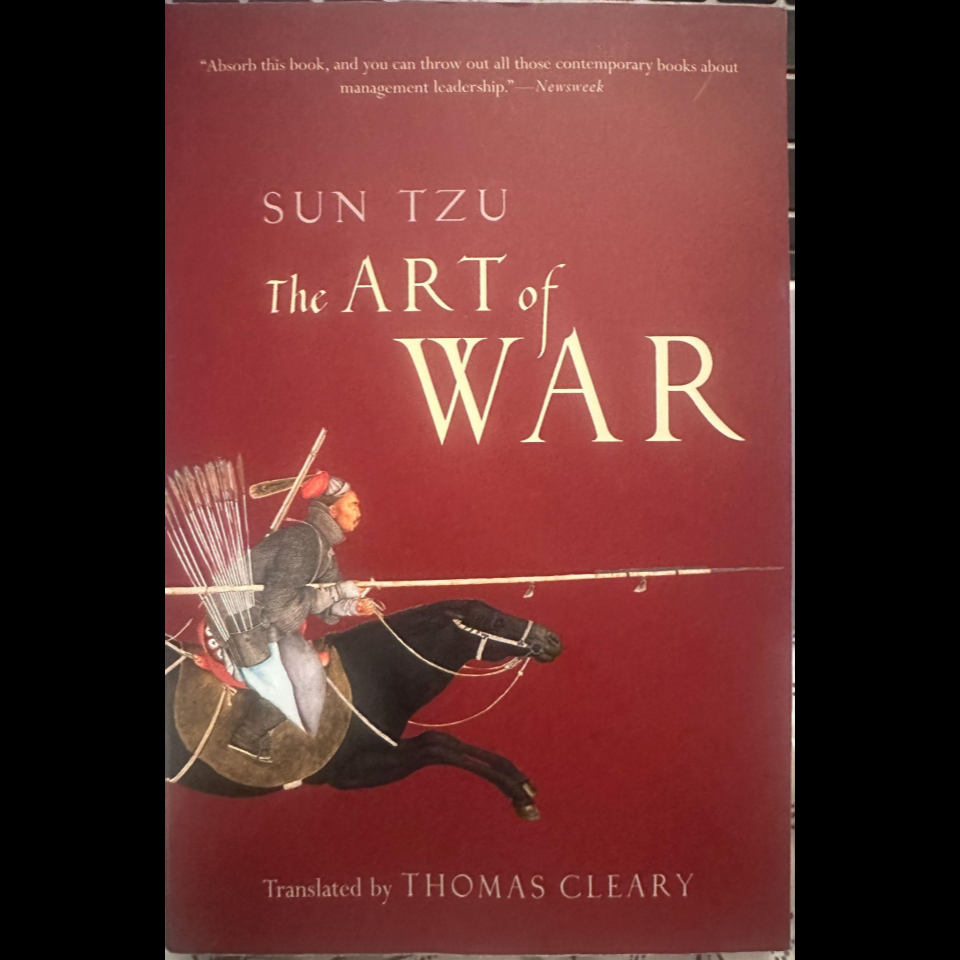 “Absorb this book, and you can throw out all those contemporary books about
management leadership.”—Newsweek
SUN TZU
The ART of
WAR
Translated by THOMAS CLEARY